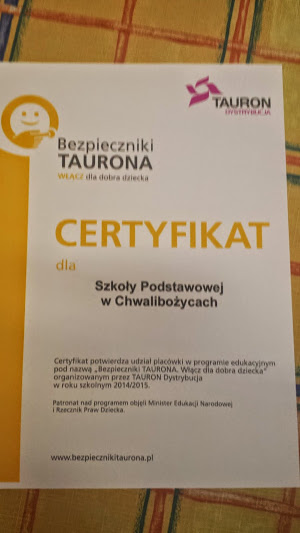 TAURON
DYSTRYBUCJA
Bezpieczniki
TAURONA
WŁĄCZ dla dobra dziecka
CERTYFIKAT
dla
Szkoły Podstawowej
w Chwalibożycach
Certyfikat potwierdza udział placówki w programie edukacyjnym
pod nazwą „Bezpieczniki TAURONA. Włącz dla dobra dziecka”
organizowanym przez TAURON Dystrybucja
w roku szkolnym 2014/2015.
Patronat nad programem objęli Minister Edukacji Narodowej
i Rzecznik Praw Dziecka.
www.bezpiecznikitaurona.pl